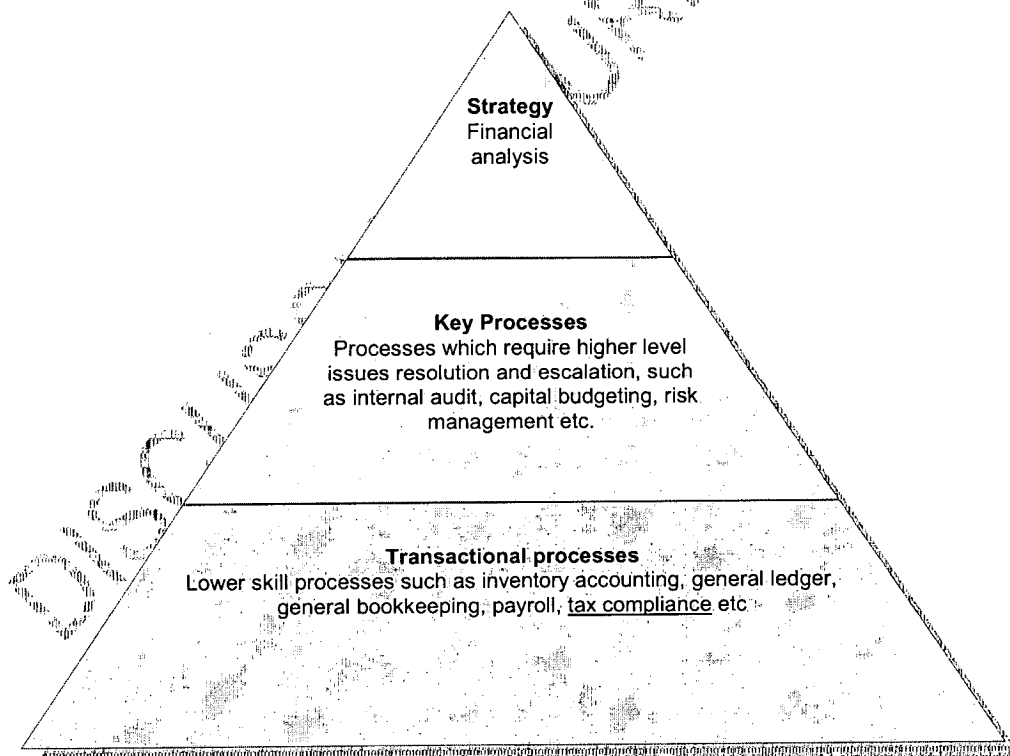 Strategy
Financial
analysis
Key Processes
Processes which require higher level
issues resolution and escalation, such
as internal audit, capital budgeting, risk
management etc.
Transactional processes
Lower skill processes such as inventory accounting, general ledger,
general bookkeeping, payroll, tax compliance etc